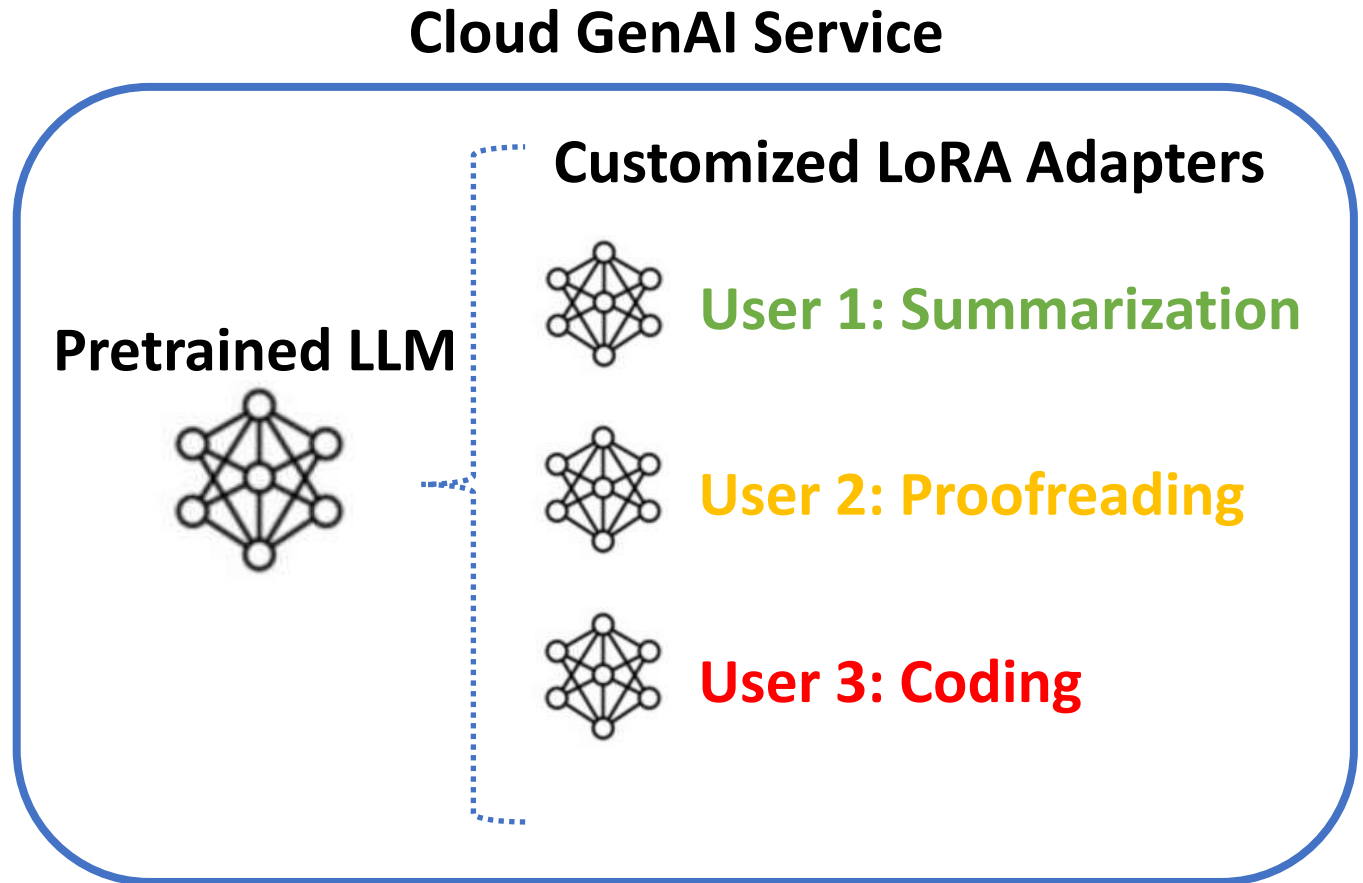 Cloud GenAI Service
Customized LoRA Adapters
Pretrained LLM
User 1: Summarization
User 2: Proofreading
User 3: Coding